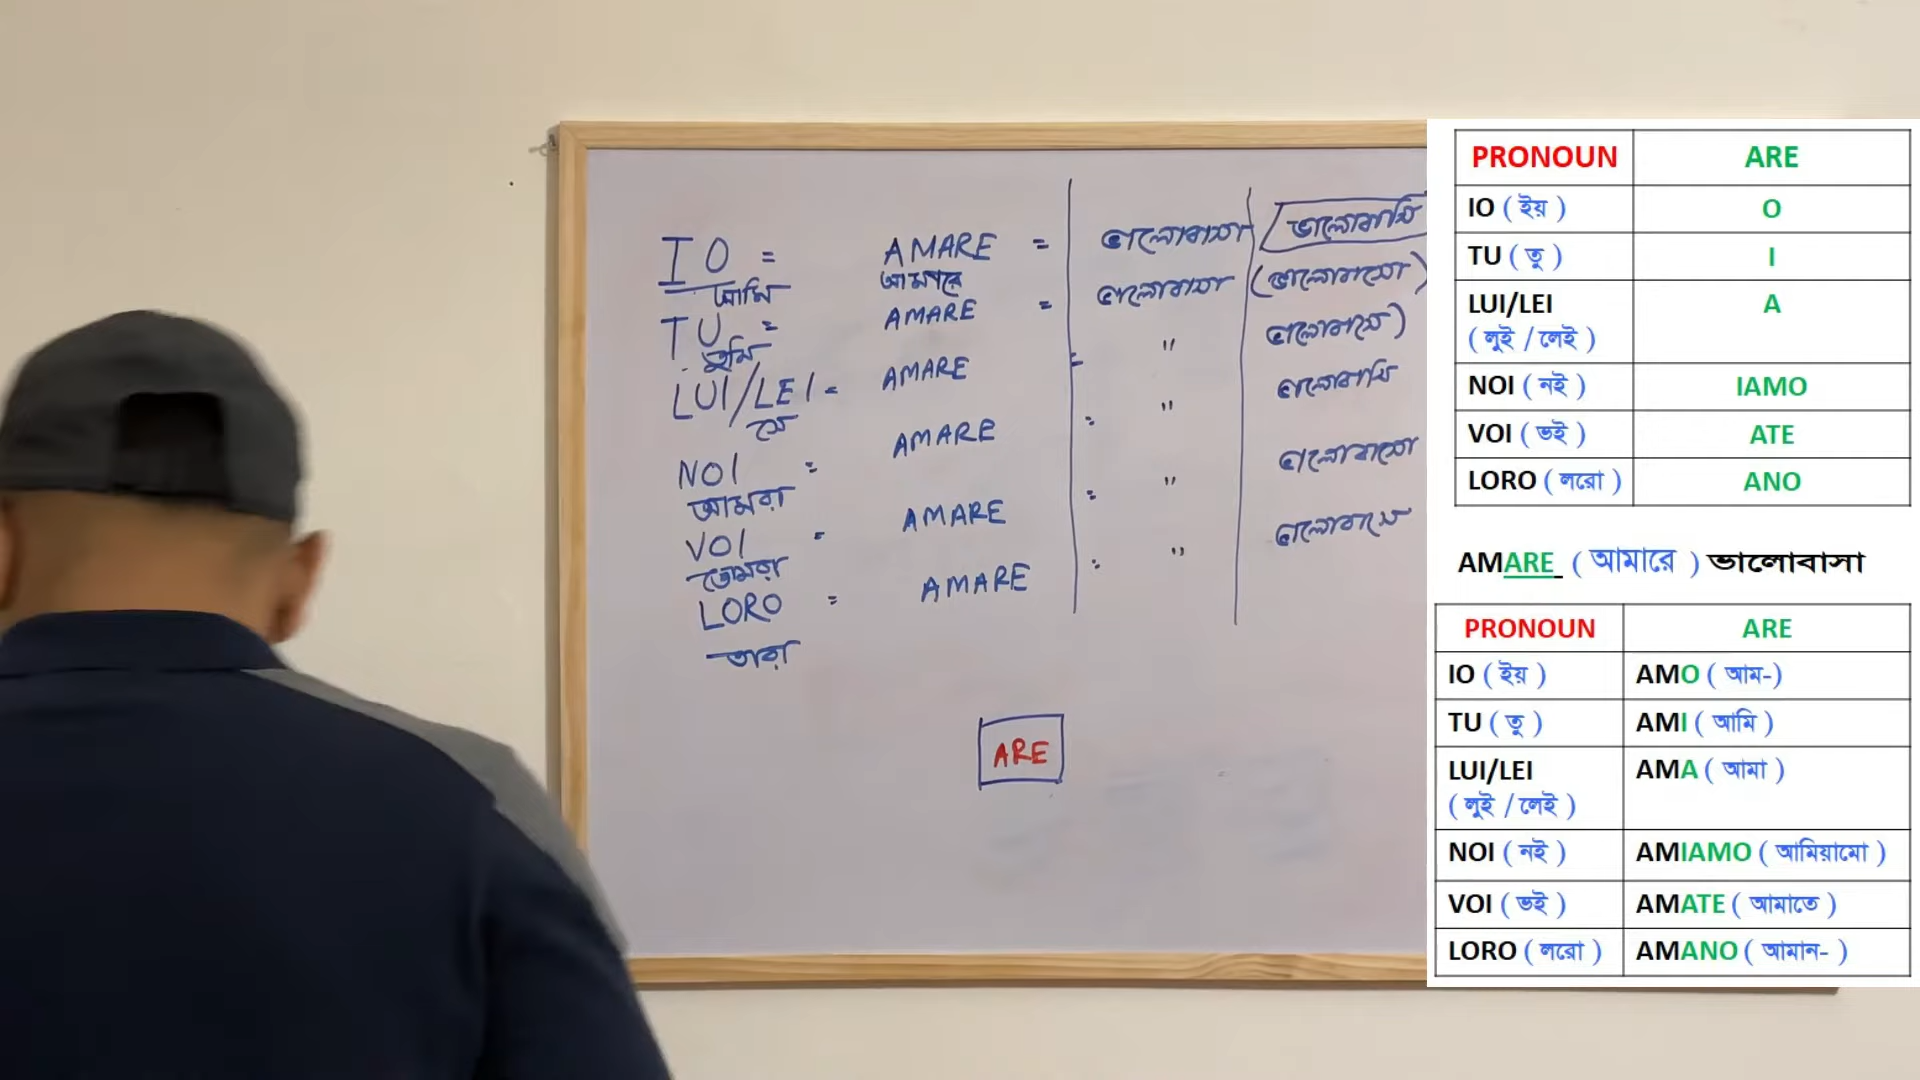 IO = AMARE = ভালোবাসা ভালোবাসি
আমি আমারে
TU = AMARE = ভালোবাসা (ভালোবাসো)
তুমি
LUI/LEI = AMARE = " ভালোবাসে)
সে
NOI = AMARE = " ভালোবাসি
আমরা
VOI = AMARE = " ভালোবাসো
তোমরা
LORO = AMARE = " ভালোবাসে
তারা
ARE
PRONOUN ARE
IO ( ইয় ) O
TU ( তু ) I
LUI/LEI A
( লুই / লেই )
NOI ( নই ) IAMO
VOI ( ভই ) ATE
LORO ( লরো ) ANO
AMARE ( আমারে ) ভালোবাসা
PRONOUN ARE
IO ( ইয় ) AMO ( আম-)
TU ( তু ) AMI ( আমি )
LUI/LEI AMA ( আমা )
( লুই / লেই )
NOI ( নই ) AMIAMO ( আমিয়ামো )
VOI ( ভই ) AMATE ( আমাতে )
LORO ( লরো ) AMANO ( আমান- )